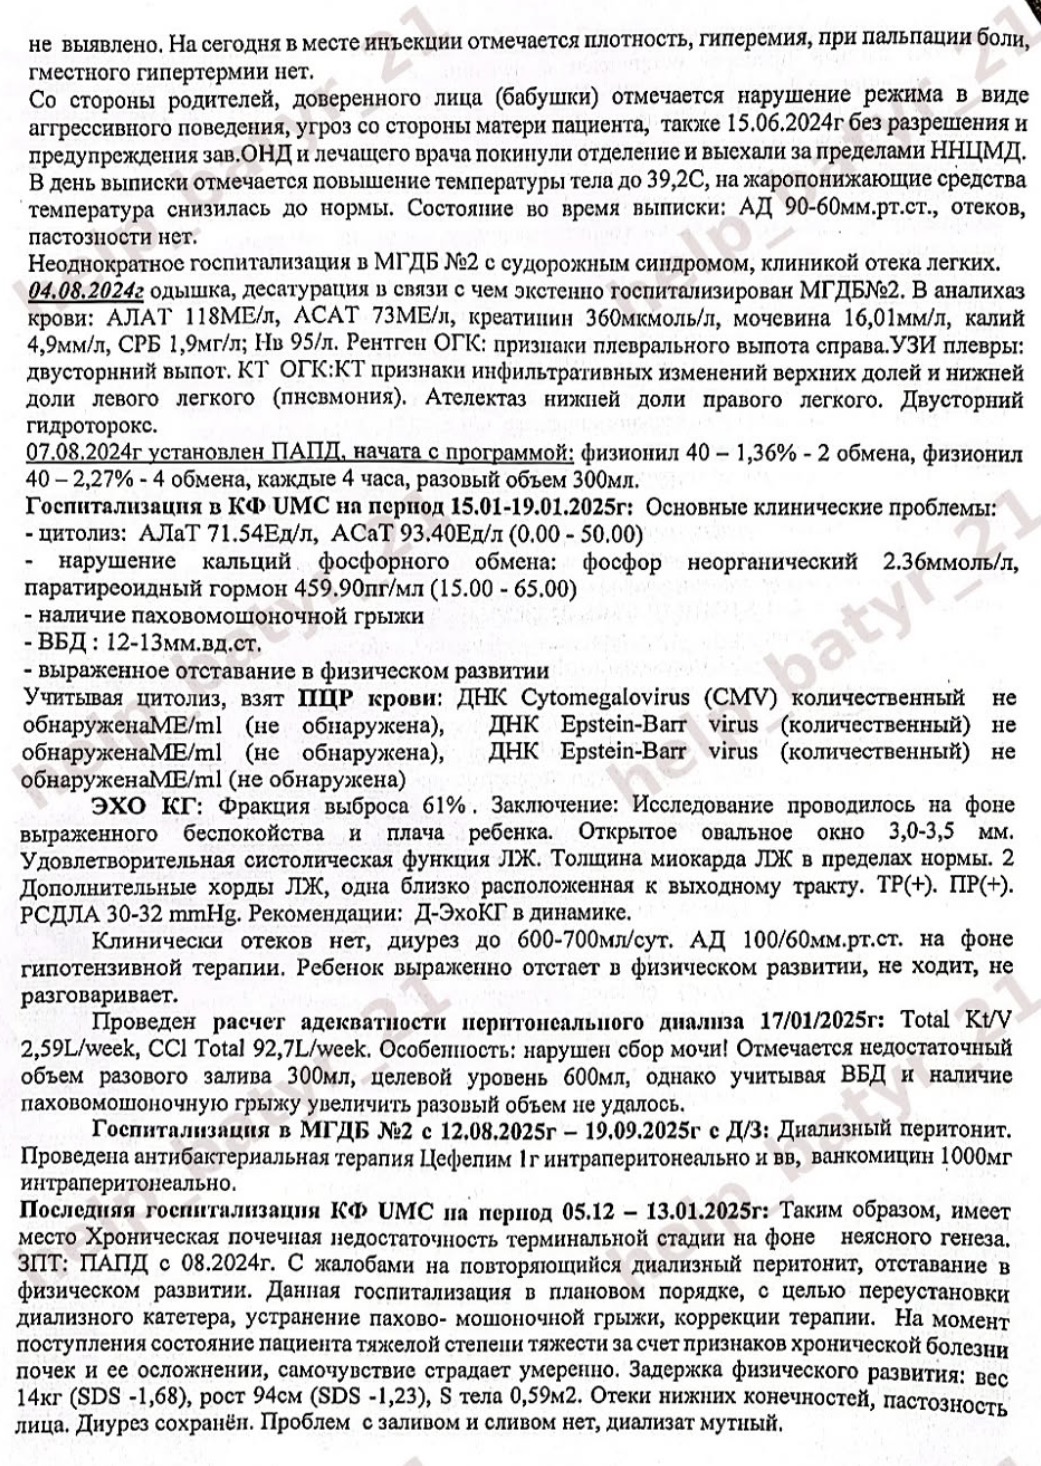 не выявлено. На сегодня в месте инъекции отмечается плотность, гиперемия, при пальпации боли,
гместного гипертермии нет.
Со стороны родителей, доверенного лица (бабушки) отмечается нарушение режима в виде
аггрессивного поведения, угроз со стороны матери пациента, также 15.06.2024г без разрешения и
предупреждения зав.ОНД и лечащего врача покинули отделение и выехали за пределами ННЦМД.
В день выписки отмечается повышение температуры тела до 39,2С, на жаропонижающие средства
температура снизилась до нормы. Состояние во время выписки: АД 90-60мм.рт.ст., отеков,
пастозности нет.
Неоднократное госпитализация в МГДБ №2 с судорожным синдромом, клиникой отека легких.
04.08.2024г одышка, десатурация в связи с чем экстенно госпитализирован МГДБ№2. В аналихаз
крови: АЛАТ 118МЕ/л, АСАТ 73МЕ/л, креатинин 360мкмоль/л, мочевина 16,01мм/л, калий
4,9мм/л, СРБ 1,9мг/л; Нв 95/л. Рентген ОГК: признаки плеврального выпота справа.УЗИ плевры:
двусторнний выпот. КТ ОГК:КТ признаки инфильтративных изменений верхних долей и нижней
доли левого легкого (пневмония). Ателектаз нижней доли правого легкого. Двусторний
гидроторокс.
07.08.2024г установлен ПАПД, начата с программой: физионил 40 – 1,36% - 2 обмена, физионил
40 – 2,27% - 4 обмена, каждые 4 часа, разовый объем 300мл.
Госпитализация в КФ UMC на период 15.01-19.01.2025г: Основные клинические проблемы:
- цитолиз: АЛаТ 71.54Ед/л, АСаТ 93.40Ед/л (0.00 - 50.00)
- нарушение кальций фосфорного обмена: фосфор неорганический 2.36ммоль/л,
паратиреоидный гормон 459.90пг/мл (15.00 - 65.00)
- наличие паховомошоночной грыжи
- ВБД : 12-13мм.вд.ст.
- выраженное отставание в физическом развитии
Учитывая цитолиз, взят ПЦР крови: ДНК Cytomegalovirus (CMV) количественный не
обнаруженаМЕ/ml (не обнаружена), ДНК Epstein-Barr virus (количественный) не
обнаруженаМЕ/ml (не обнаружена), ДНК Epstein-Barr virus (количественный) не
обнаруженаМЕ/ml (не обнаружена)
ЭХО КГ: Фракция выброса 61% . Заключение: Исследование проводилось на фоне
выраженного беспокойства и плача ребенка. Открытое овальное окно 3,0-3,5 мм.
Удовлетворительная систолическая функция ЛЖ. Толщина миокарда ЛЖ в пределах нормы. 2
Дополнительные хорды ЛЖ, одна близко расположенная к выходному тракту. ТР(+). ПР(+).
РСДЛА 30-32 mmHg. Рекомендации: Д-ЭхоКГ в динамике.
Клинически отеков нет, диурез до 600-700мл/сут. АД 100/60мм.рт.ст. на фоне
гипотензивной терапии. Ребенок выраженно отстает в физическом развитии, не ходит, не
разговаривает.
Проведен расчет адекватности перитонеального диализа 17/01/2025г: Total Kt/V
2,59L/week, CCl Total 92,7L/week. Особенность: нарушен сбор мочи! Отмечается недостаточный
объем разового залива 300мл, целевой уровень 600мл, однако учитывая ВБД и наличие
паховомошоночную грыжу увеличить разовый объем не удалось.
Госпитализация в МГДБ №2 с 12.08.2025г – 19.09.2025г с Д/З: Диализный перитонит.
Проведена антибактериальная терапия Цефепим 1г интраперитонеально и вв, ванкомицин 1000мг
интраперитонеально.
Последняя госпитализация КФ UMC на период 05.12 – 13.01.2025г: Таким образом, имеет
место Хроническая почечная недостаточность терминальной стадии на фоне неясного генеза.
ЗПТ: ПАПД с 08.2024г. С жалобами на повторяющийся диализный перитонит, отставание в
физическом развитии. Данная госпитализация в плановом порядке, с целью переустановки
диализного катетера, устранение пахово- мошоночной грыжи, коррекции терапии. На момент
поступления состояние пациента тяжелой степени тяжести за счет признаков хронической болезни
почек и ее осложнении, самочувствие страдает умеренно. Задержка физического развития: вес
14кг (SDS -1,68), рост 94см (SDS -1,23), S тела 0,59м2. Отеки нижних конечностей, пастозность
лица. Диурез сохранён. Проблем с заливом и сливом нет, диализат мутный.
help_batyr_21